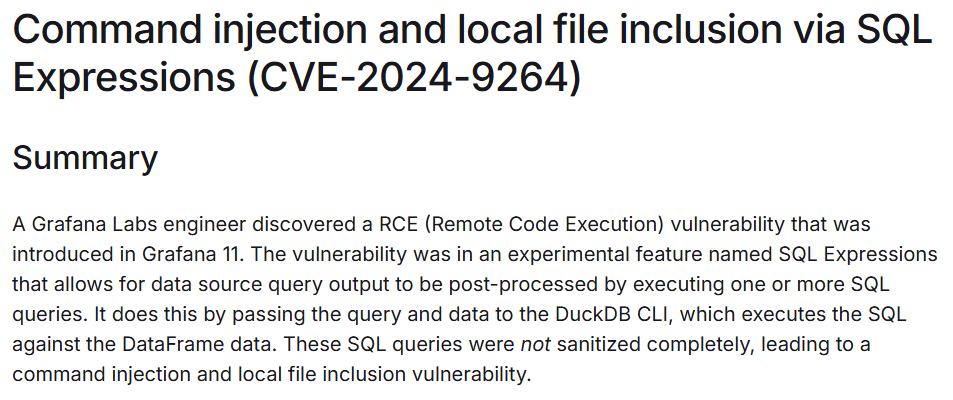 Command injection and local file inclusion via SQL
Expressions (CVE-2024-9264)
Summary
A Grafana Labs engineer discovered a RCE (Remote Code Execution) vulnerability that was
introduced in Grafana 11. The vulnerability was in an experimental feature named SQL Expressions
that allows for data source query output to be post-processed by executing one or more SQL
queries. It does this by passing the query and data to the DuckDB CLI, which executes the SQL
against the DataFrame data. These SQL queries were not sanitized completely, leading to a
command injection and local file inclusion vulnerability.